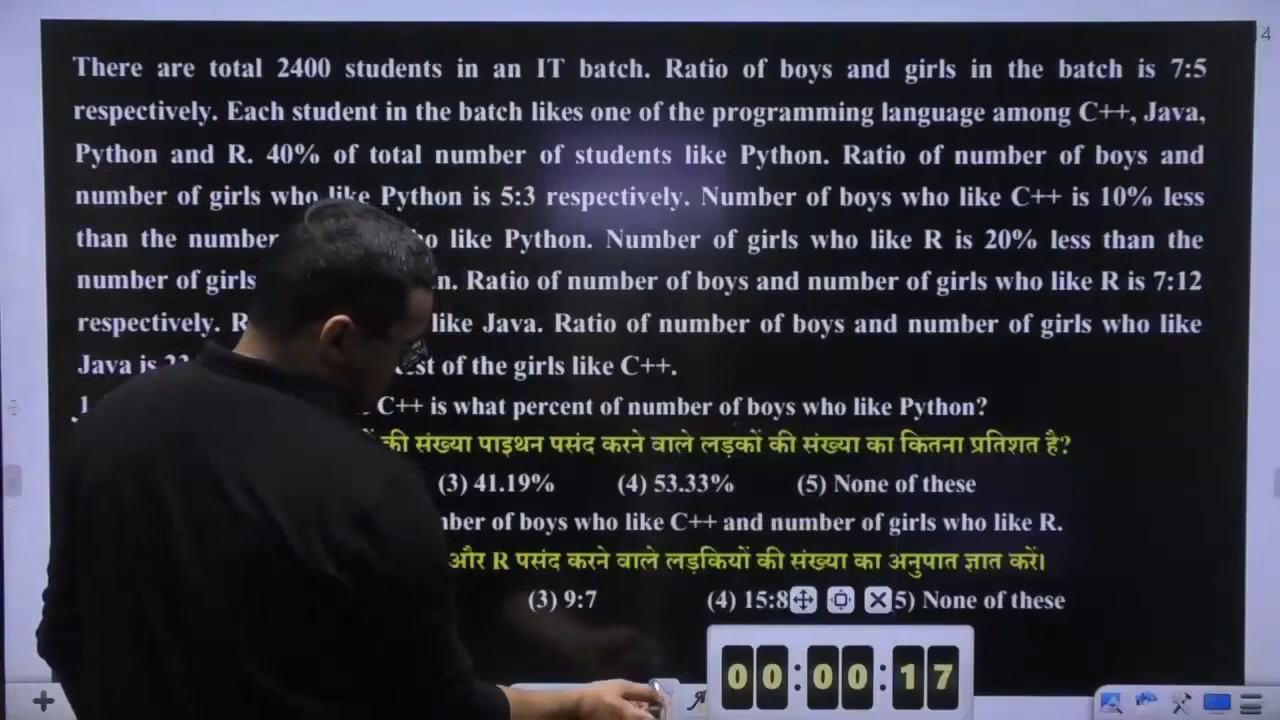 4
There are total 2400 students in an IT batch. Ratio of boys and girls in the batch is 7:5
respectively. Each student in the batch likes one of the programming language among C++, Java,
Python and R. 40% of total number of students like Python. Ratio of number of boys and
number of girls who like Python is 5:3 respectively. Number of boys who like C++ is 10% less
than the number who like Python. Number of girls who like R is 20% less than the
number of girls n. Ratio of number of boys and number of girls who like R is 7:12
respectively. R like Java. Ratio of number of boys and number of girls who like
Java is of the girls like C++.
C++ is what percent of number of boys who like Python?
की संख्या पाइथन पसंद करने वाले लड़कों की संख्या का कितना प्रतिशत है?
(3) 41.19% (4) 53.33% (5) None of these
of boys who like C++ and number of girls who like R.
और R पसंद करने वाले लड़कियों की संख्या का अनुपात ज्ञात करें।
(3) 9:7 (4) 15:8 5) None of these
00:00:17